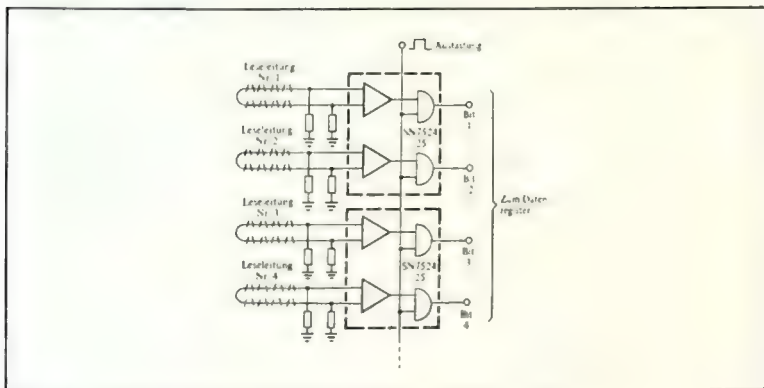 Austastung
Leseleitung
Nr. 1
Bit
1
SN7524
25
Leseleitung
Nr. 2
Bit
2
Zum Daten
register
Leseleitung
Nr. 3
Bit
3
SN7524
25
Leseleitung
Nr. 4
Bit
4